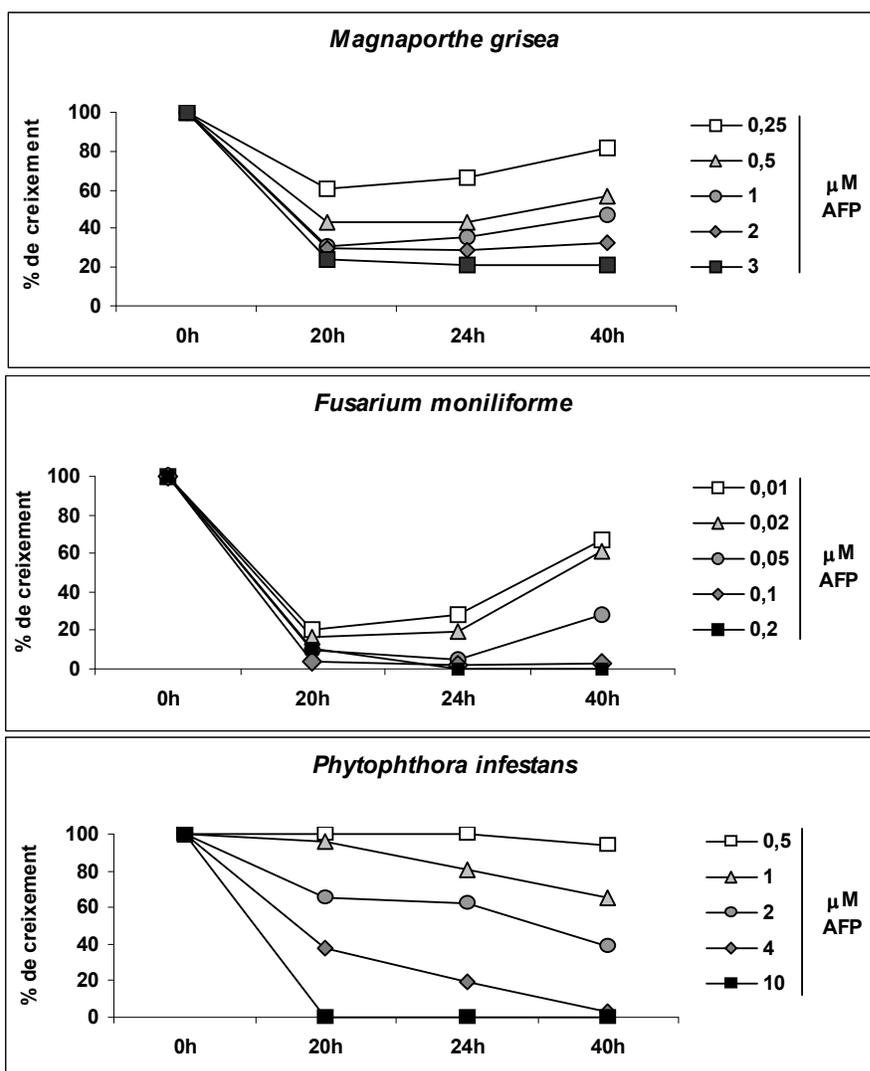 Magnaporthe grisea
% de creixement
100
80
60
40
20
0
0h 20h 24h 40h
0,25
0,5
1
2
3
µM
AFP
Fusarium moniliforme
% de creixement
100
80
60
40
20
0
0h 20h 24h 40h
0,01
0,02
0,05
0,1
0,2
µM
AFP
Phytophthora infestans
% de creixement
100
80
60
40
20
0
0h 20h 24h 40h
0,5
1
2
4
10
µM
AFP